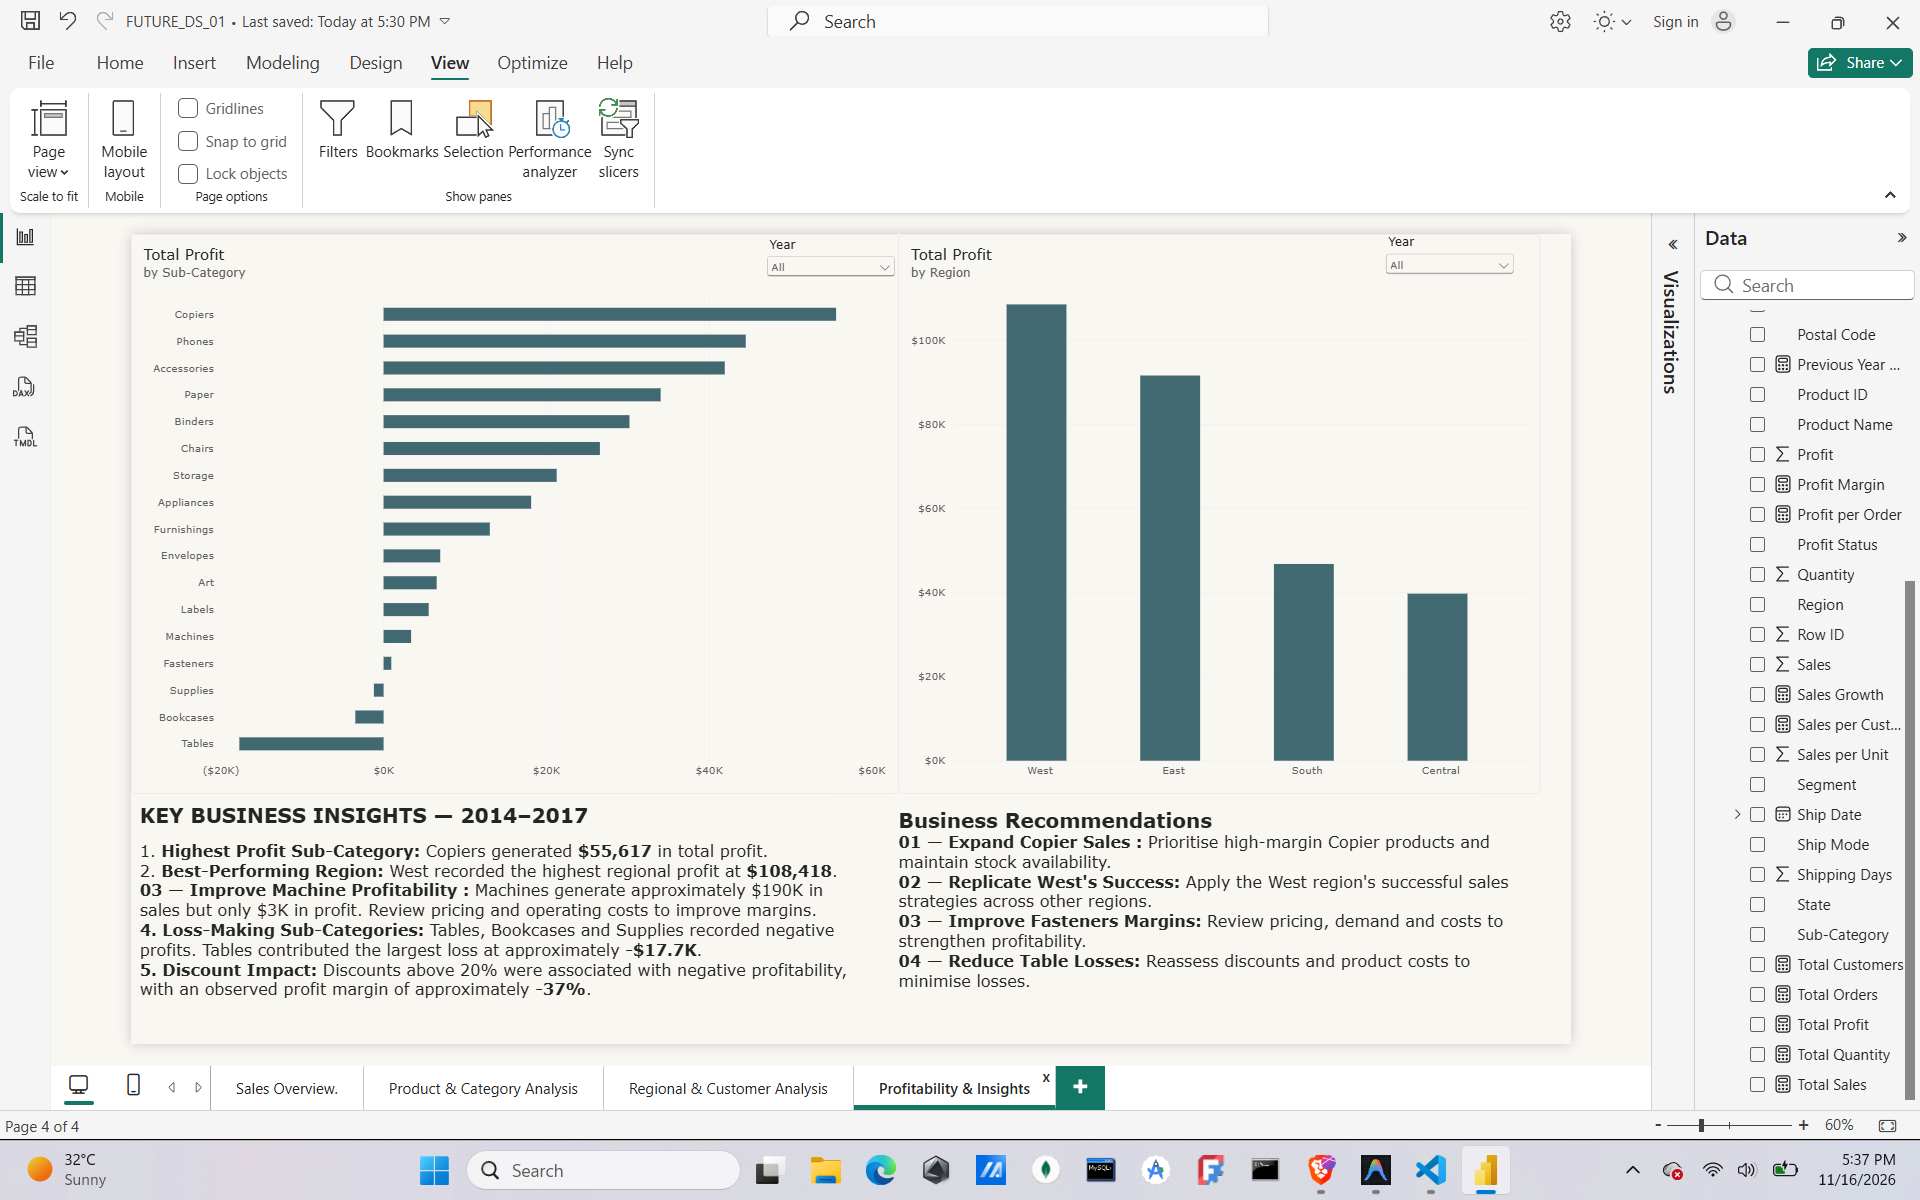 FUTURE_DS_01 • Last saved: Today at 5:30 PM
Search
Sign in
File Home Insert Modeling Design View Optimize Help
Share
Page view
Scale to fit
Mobile layout
Mobile
Gridlines
Snap to grid
Lock objects
Page options
Filters
Bookmarks
Selection
Performance analyzer
Sync slicers
Show panes
Total Profit
by Sub-Category
Year
All
Copiers
Phones
Accessories
Paper
Binders
Chairs
Storage
Appliances
Furnishings
Envelopes
Art
Labels
Machines
Fasteners
Supplies
Bookcases
Tables
($20K) $0K $20K $40K $60K
Total Profit
by Region
Year
All
$100K
$80K
$60K
$40K
$20K
$0K
West East South Central
KEY BUSINESS INSIGHTS — 2014–2017
1. Highest Profit Sub-Category: Copiers generated $55,617 in total profit.
2. Best-Performing Region: West recorded the highest regional profit at $108,418.
03 — Improve Machine Profitability : Machines generate approximately $190K in
sales but only $3K in profit. Review pricing and operating costs to improve margins.
4. Loss-Making Sub-Categories: Tables, Bookcases and Supplies recorded negative
profits. Tables contributed the largest loss at approximately -$17.7K.
5. Discount Impact: Discounts above 20% were associated with negative profitability,
with an observed profit margin of approximately -37%.
Business Recommendations
01 — Expand Copier Sales : Prioritise high-margin Copier products and
maintain stock availability.
02 — Replicate West's Success: Apply the West region's successful sales
strategies across other regions.
03 — Improve Fasteners Margins: Review pricing, demand and costs to
strengthen profitability.
04 — Reduce Table Losses: Reassess discounts and product costs to
minimise losses.
Visualizations
Data
Search
Postal Code
Previous Year ...
Product ID
Product Name
Profit
Profit Margin
Profit per Order
Profit Status
Quantity
Region
Row ID
Sales
Sales Growth
Sales per Cust...
Sales per Unit
Segment
Ship Date
Ship Mode
Shipping Days
State
Sub-Category
Total Customers
Total Orders
Total Profit
Total Quantity
Total Sales
DAX
TMDL
Sales Overview.
Product & Category Analysis
Regional & Customer Analysis
Profitability & Insights
x
Page 4 of 4
- + 60%
32°C
Sunny
Search
MySQL
5:37 PM
11/16/2026